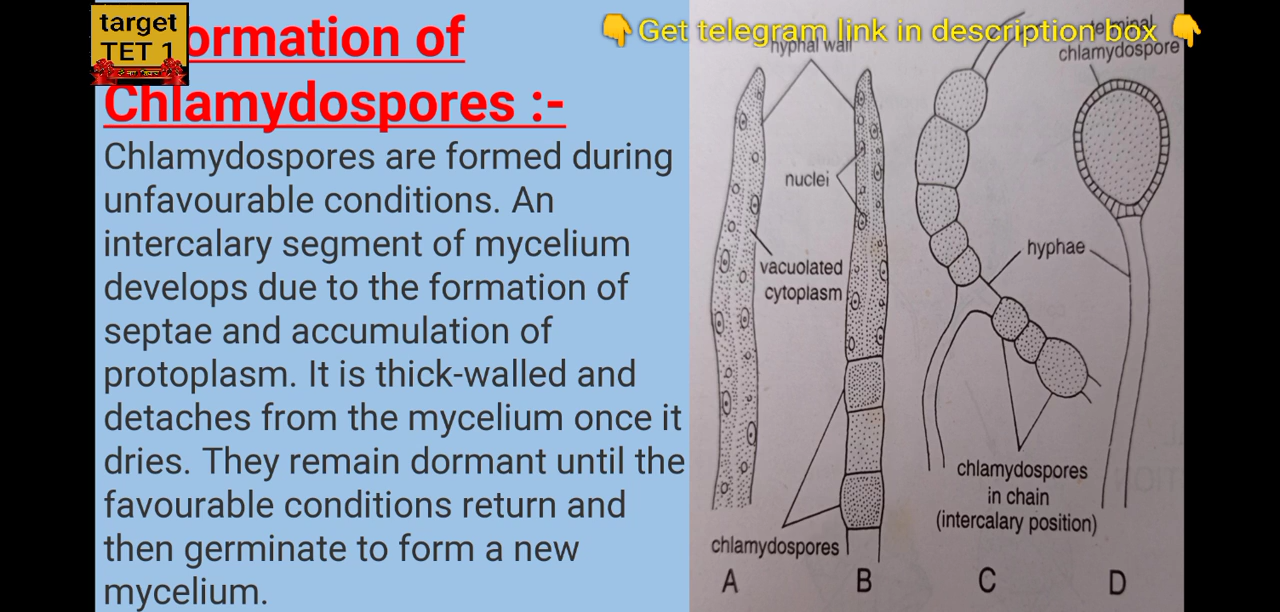 target
TET 1
ormation of
Chlamydospores :-
Chlamydospores are formed during
unfavourable conditions. An
intercalary segment of mycelium
develops due to the formation of
septae and accumulation of
protoplasm. It is thick-walled and
detaches from the mycelium once it
dries. They remain dormant until the
favourable conditions return and
then germinate to form a new
mycelium.
👇Get telegram link in description box 👇
hyphal wall
terminal
chlamydospore
nuclei
hyphae
vacuolated
cytoplasm
chlamydospores
in chain
(intercalary position)
chlamydospores
A B C D